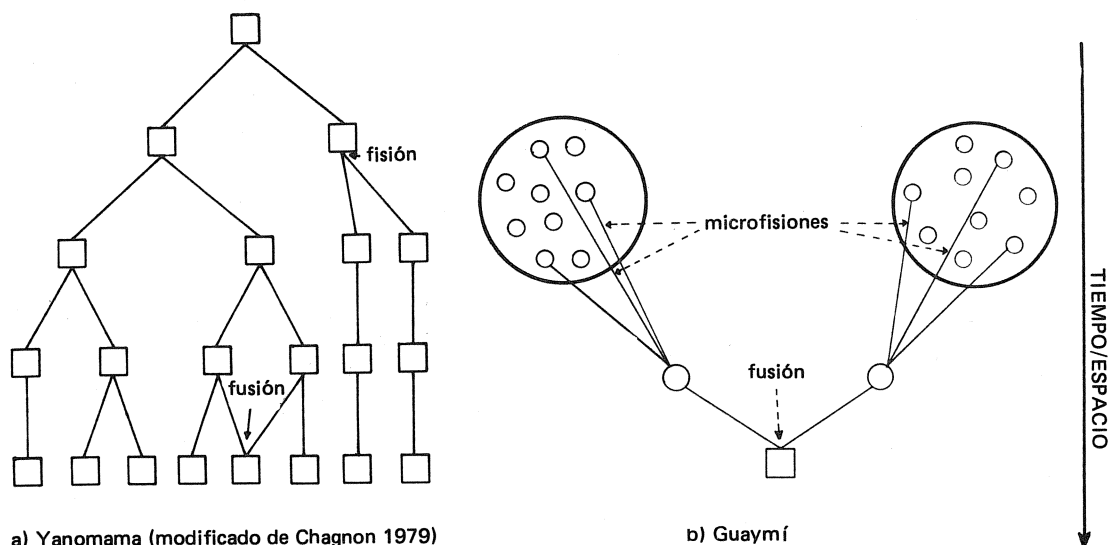 fisión
fusión
a) Yanomama (modificado de Chagnon 1979)
microfisiones
fusión
b) Guaymí
TIEMPO/ESPACIO